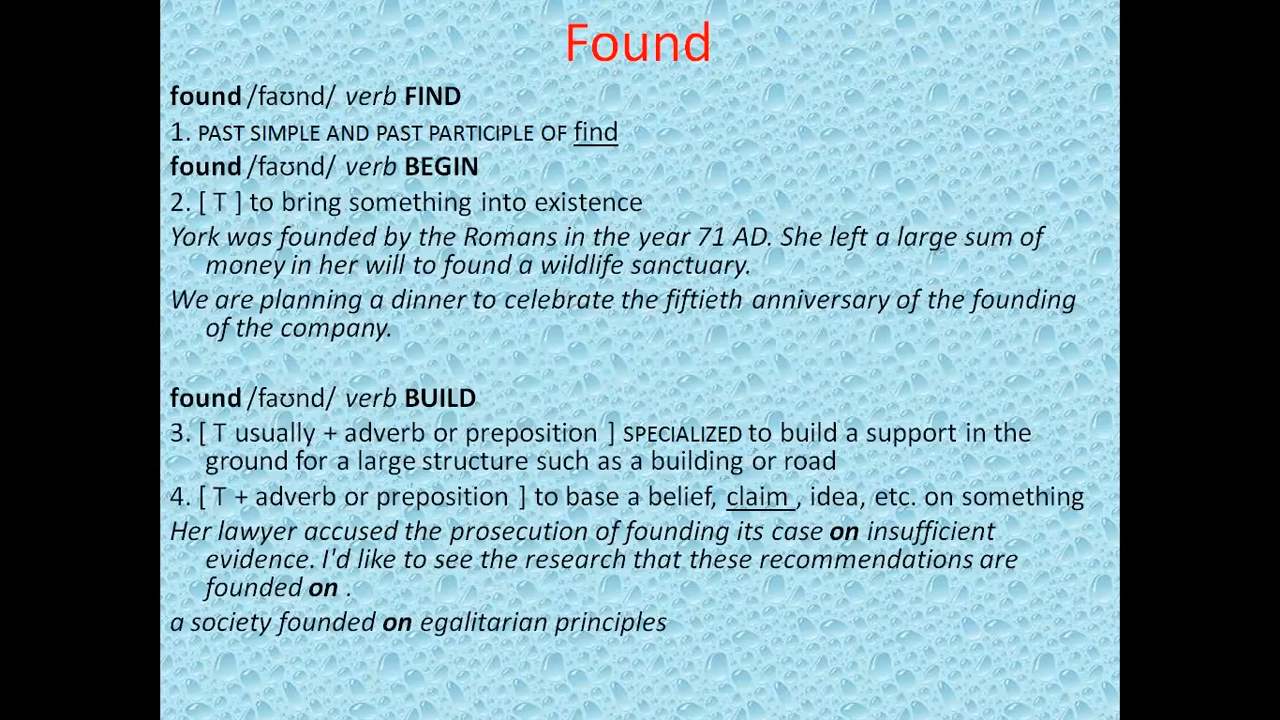 Found
found /faʊnd/ verb FIND
1. PAST SIMPLE AND PAST PARTICIPLE OF find
found /faʊnd/ verb BEGIN
2. [ T ] to bring something into existence
York was founded by the Romans in the year 71 AD. She left a large sum of
money in her will to found a wildlife sanctuary.
We are planning a dinner to celebrate the fiftieth anniversary of the founding
of the company.
found /faʊnd/ verb BUILD
3. [ T usually + adverb or preposition ] SPECIALIZED to build a support in the
ground for a large structure such as a building or road
4. [ T + adverb or preposition ] to base a belief, claim , idea, etc. on something
Her lawyer accused the prosecution of founding its case on insufficient
evidence. I'd like to see the research that these recommendations are
founded on .
a society founded on egalitarian principles